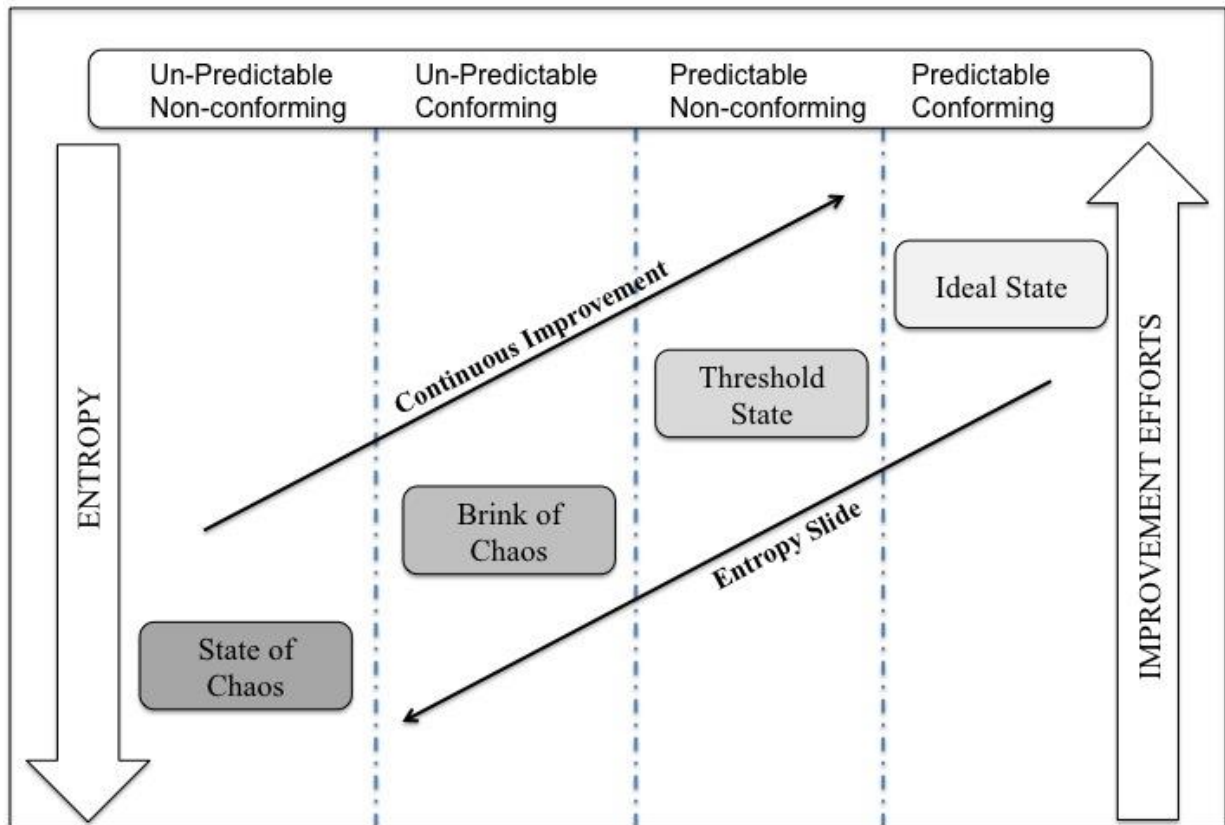 Un-Predictable
Non-conforming
Un-Predictable
Conforming
Predictable
Non-conforming
Predictable
Conforming
ENTROPY
Continuous Improvement
Ideal State
Threshold
State
Brink of
Chaos
Entropy Slide
State of
Chaos
IMPROVEMENT EFFORTS